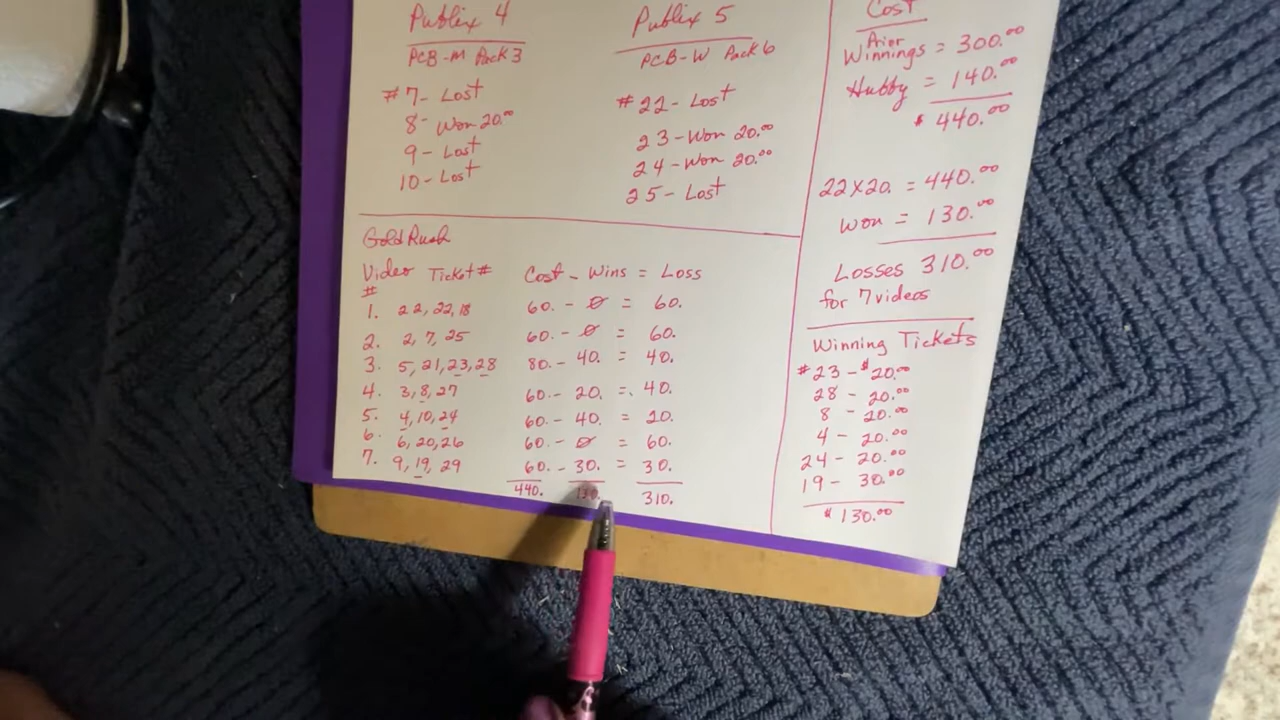 Publix 4
PCB-M Pack 3
#7- Lost
8- Won 20.00
9- Lost
10- Lost
Publix 5
PCB-W Pack 6
#22- Lost
23- Won 20.00
24- Won 20.00
25- Lost
Cost
Prior
Winnings = 300.00
Hubby = 140.00
$440.00
22X20. = 440.00
Won = 130.00
Losses 310.00
for 7 videos
Gold Rush
Video Ticket # Cost - Wins = Loss
#
1. 22, 22, 18 60. - 0 = 60.
2. 2, 7, 25 60. - 0 = 60.
3. 5, 21, 23, 28 80. - 40. = 40.
4. 3, 8, 27 60. - 20. = 40.
5. 4, 10, 24 60. - 40. = 20.
6. 6, 20, 26 60. - 0 = 60.
7. 9, 19, 29 60. - 30. = 30.
440. 130. 310.
Winning Tickets
#23 - $20.00
28 - 20.00
8 - 20.00
4 - 20.00
24 - 20.00
19 - 30.00
$130.00